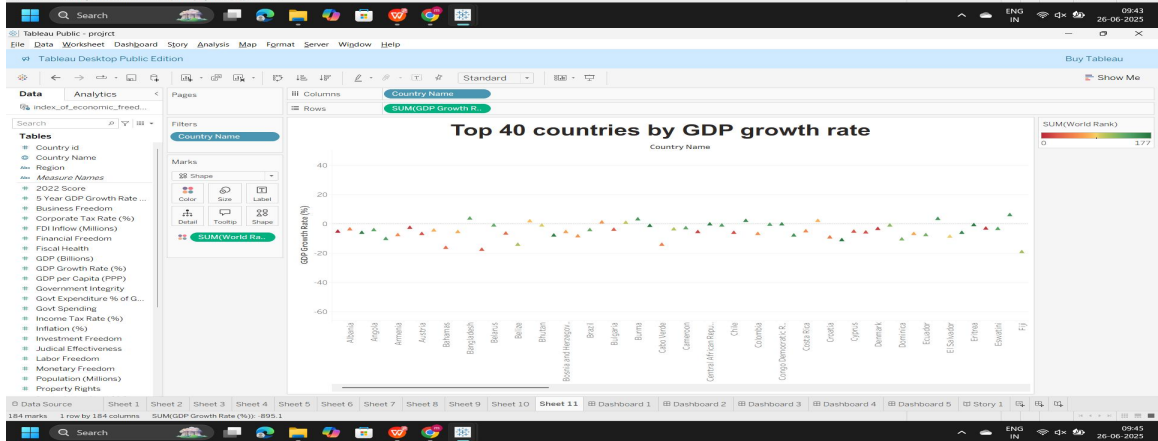 Search
ENG
IN
09:43
26-06-2025
Tableau Public - projrct
File Data Worksheet Dashboard Story Analysis Map Format Server Window Help
Tableau Desktop Public Edition
Buy Tableau
Standard
Show Me
Data Analytics
index_of_economic_freed...
Search
Tables
Country id
Country Name
Abc Region
Abc Measure Names
2022 Score
5 Year GDP Growth Rate ...
Business Freedom
Corporate Tax Rate (%)
FDI Inflow (Millions)
Financial Freedom
Fiscal Health
GDP (Billions)
GDP Growth Rate (%)
GDP per Capita (PPP)
Government Integrity
Govt Expenditure % of G...
Govt Spending
Income Tax Rate (%)
Inflation (%)
Investment Freedom
Judical Effectiveness
Labor Freedom
Monetary Freedom
Population (Millions)
Property Rights
Pages
Filters
Country Name
Marks
Shape
Color Size Label
Detail Tooltip Shape
SUM(World Ra..
Columns Country Name
Rows SUM(GDP Growth R..
Top 40 countries by GDP growth rate
Country Name
GDP Growth Rate (%)
40
20
0
-20
-40
-60
Albania
Angola
Armenia
Austria
Bahamas
Bangladesh
Belarus
Belize
Bhutan
Bosnia and Herzegov..
Brazil
Bulgaria
Burma
Cabo Verde
Cameroon
Central African Repu..
Chile
Colombia
Congo Democratic R..
Costa Rica
Croatia
Cyprus
Denmark
Dominica
Ecuador
El Salvador
Eritrea
Eswatini
Fiji
SUM(World Rank)
0 177
Data Source Sheet 1 Sheet 2 Sheet 3 Sheet 4 Sheet 5 Sheet 6 Sheet 7 Sheet 8 Sheet 9 Sheet 10 Sheet 11 Dashboard 1 Dashboard 2 Dashboard 3 Dashboard 4 Dashboard 5 Story 1
184 marks 1 row by 184 columns SUM(GDP Growth Rate (%)): -895.1
Search
ENG
IN
09:45
26-06-2025